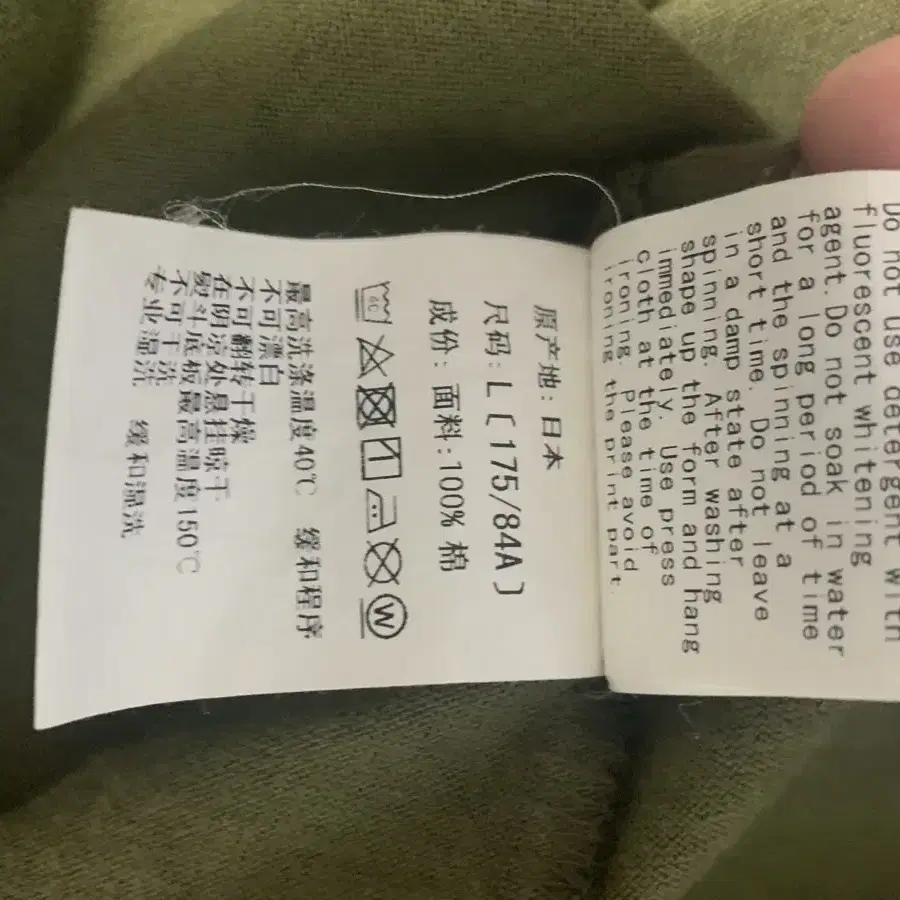 原产地: 日本
尺码: L〔175/84A〕
成份: 面料: 100% 棉
40
W
最高洗涤温度40℃ 缓和程序
不可漂白
不可翻转干燥
在阴凉处悬挂晾干
熨斗底板最高温度150℃
不可干洗
专业湿洗 缓和湿洗
Do not use detergent with
fluorescent whitening
agent. Do not soak in water
for a long period of time
and the spinning at a
short time. Do not leave
in a damp state after
spinning. After washing
shape up the form and hang
immediately. Use press
cloth at the time of
ironing. Please avoid
ironing the print part.